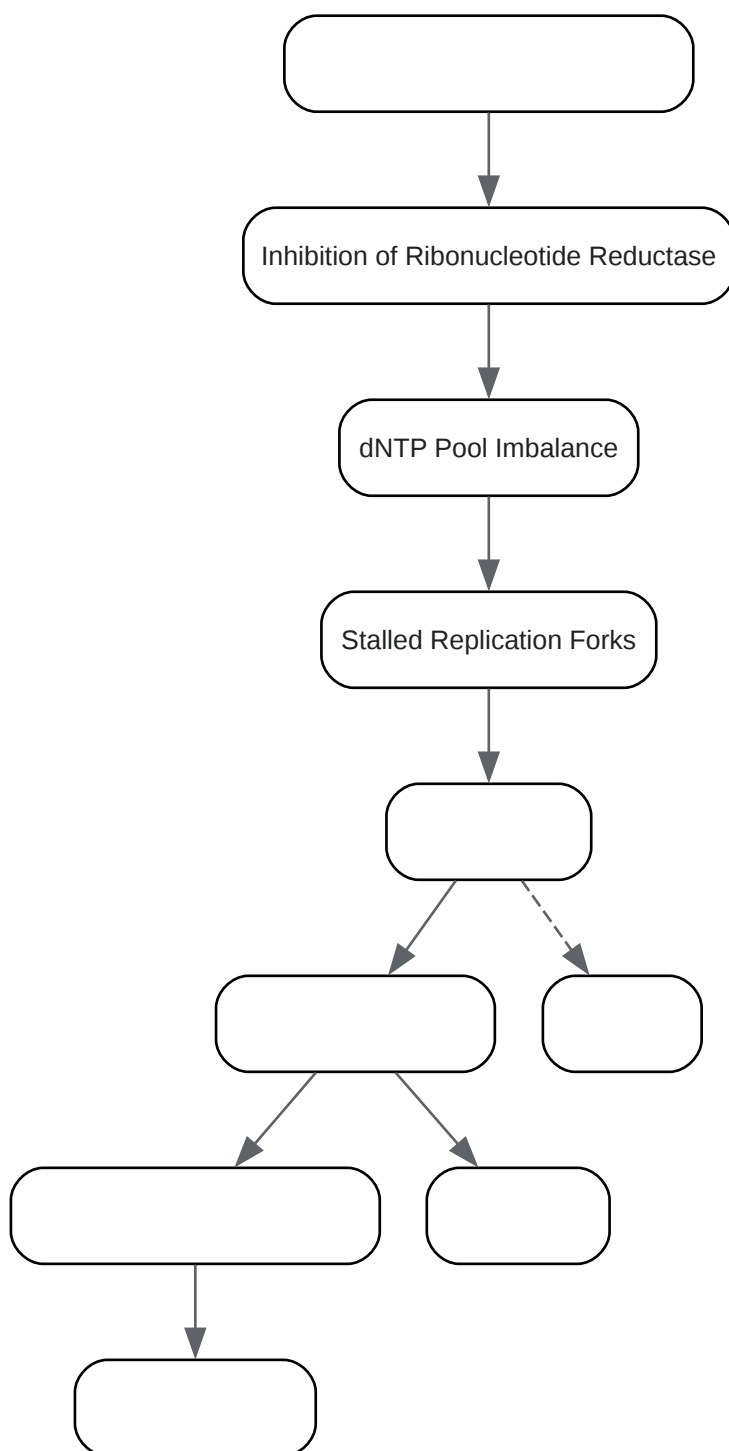 Inhibition of Ribonucleotide Reductase
dNTP Pool Imbalance
Stalled Replication Forks